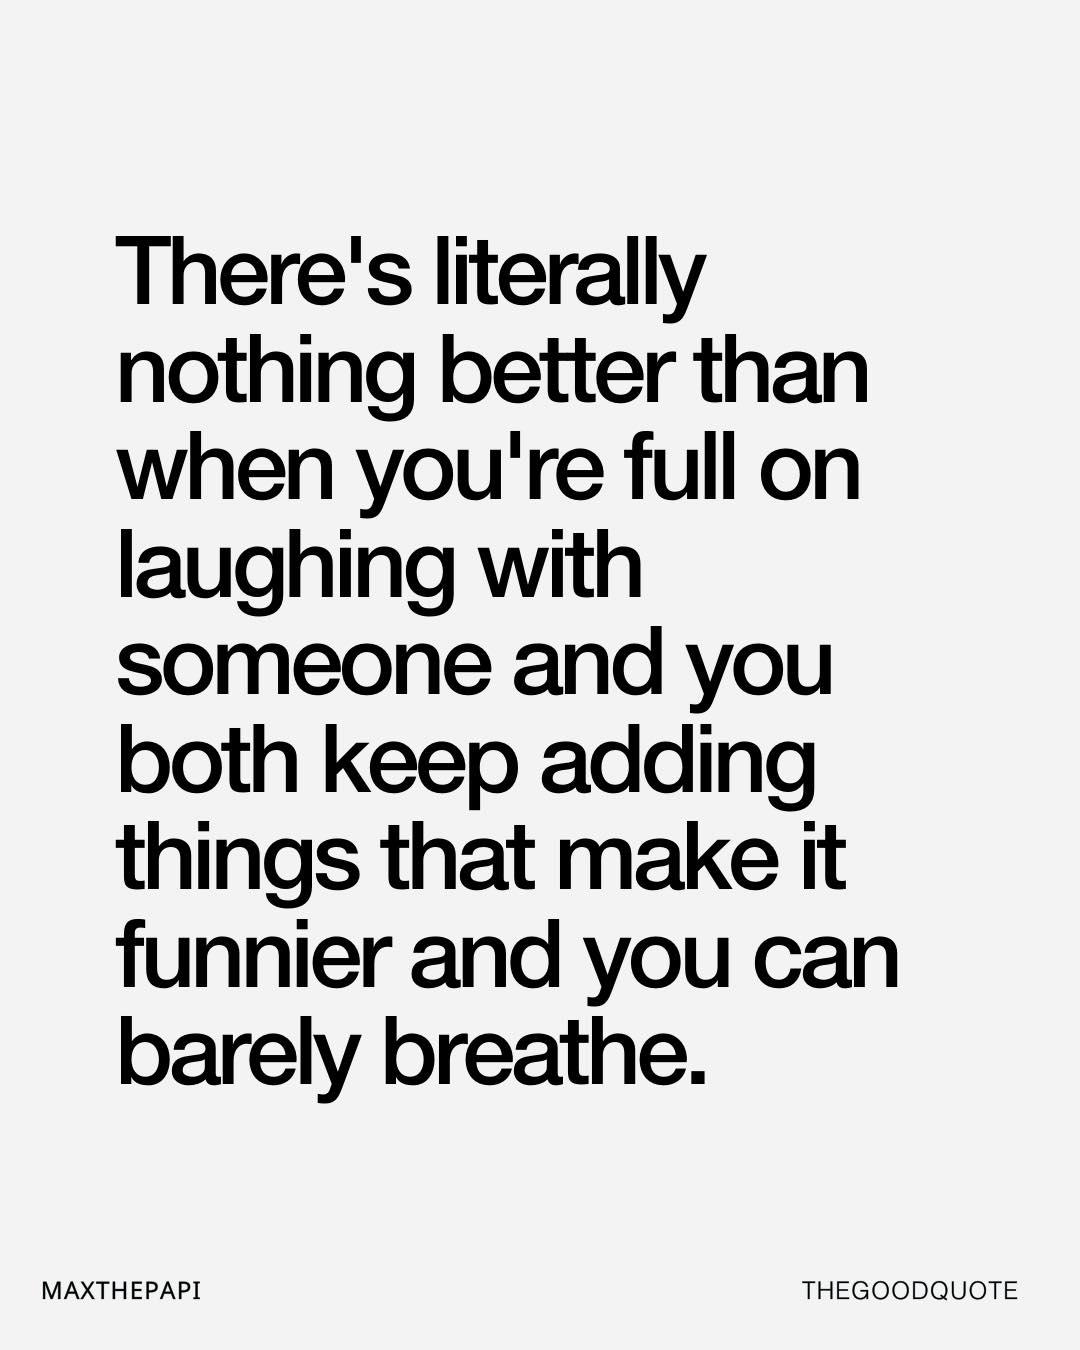 There's literally
nothing better than
when you're full on
laughing with
someone and you
both keep adding
things that make it
funnier and you can
barely breathe.
MAXTHEPAPI
THEGOODQUOTE